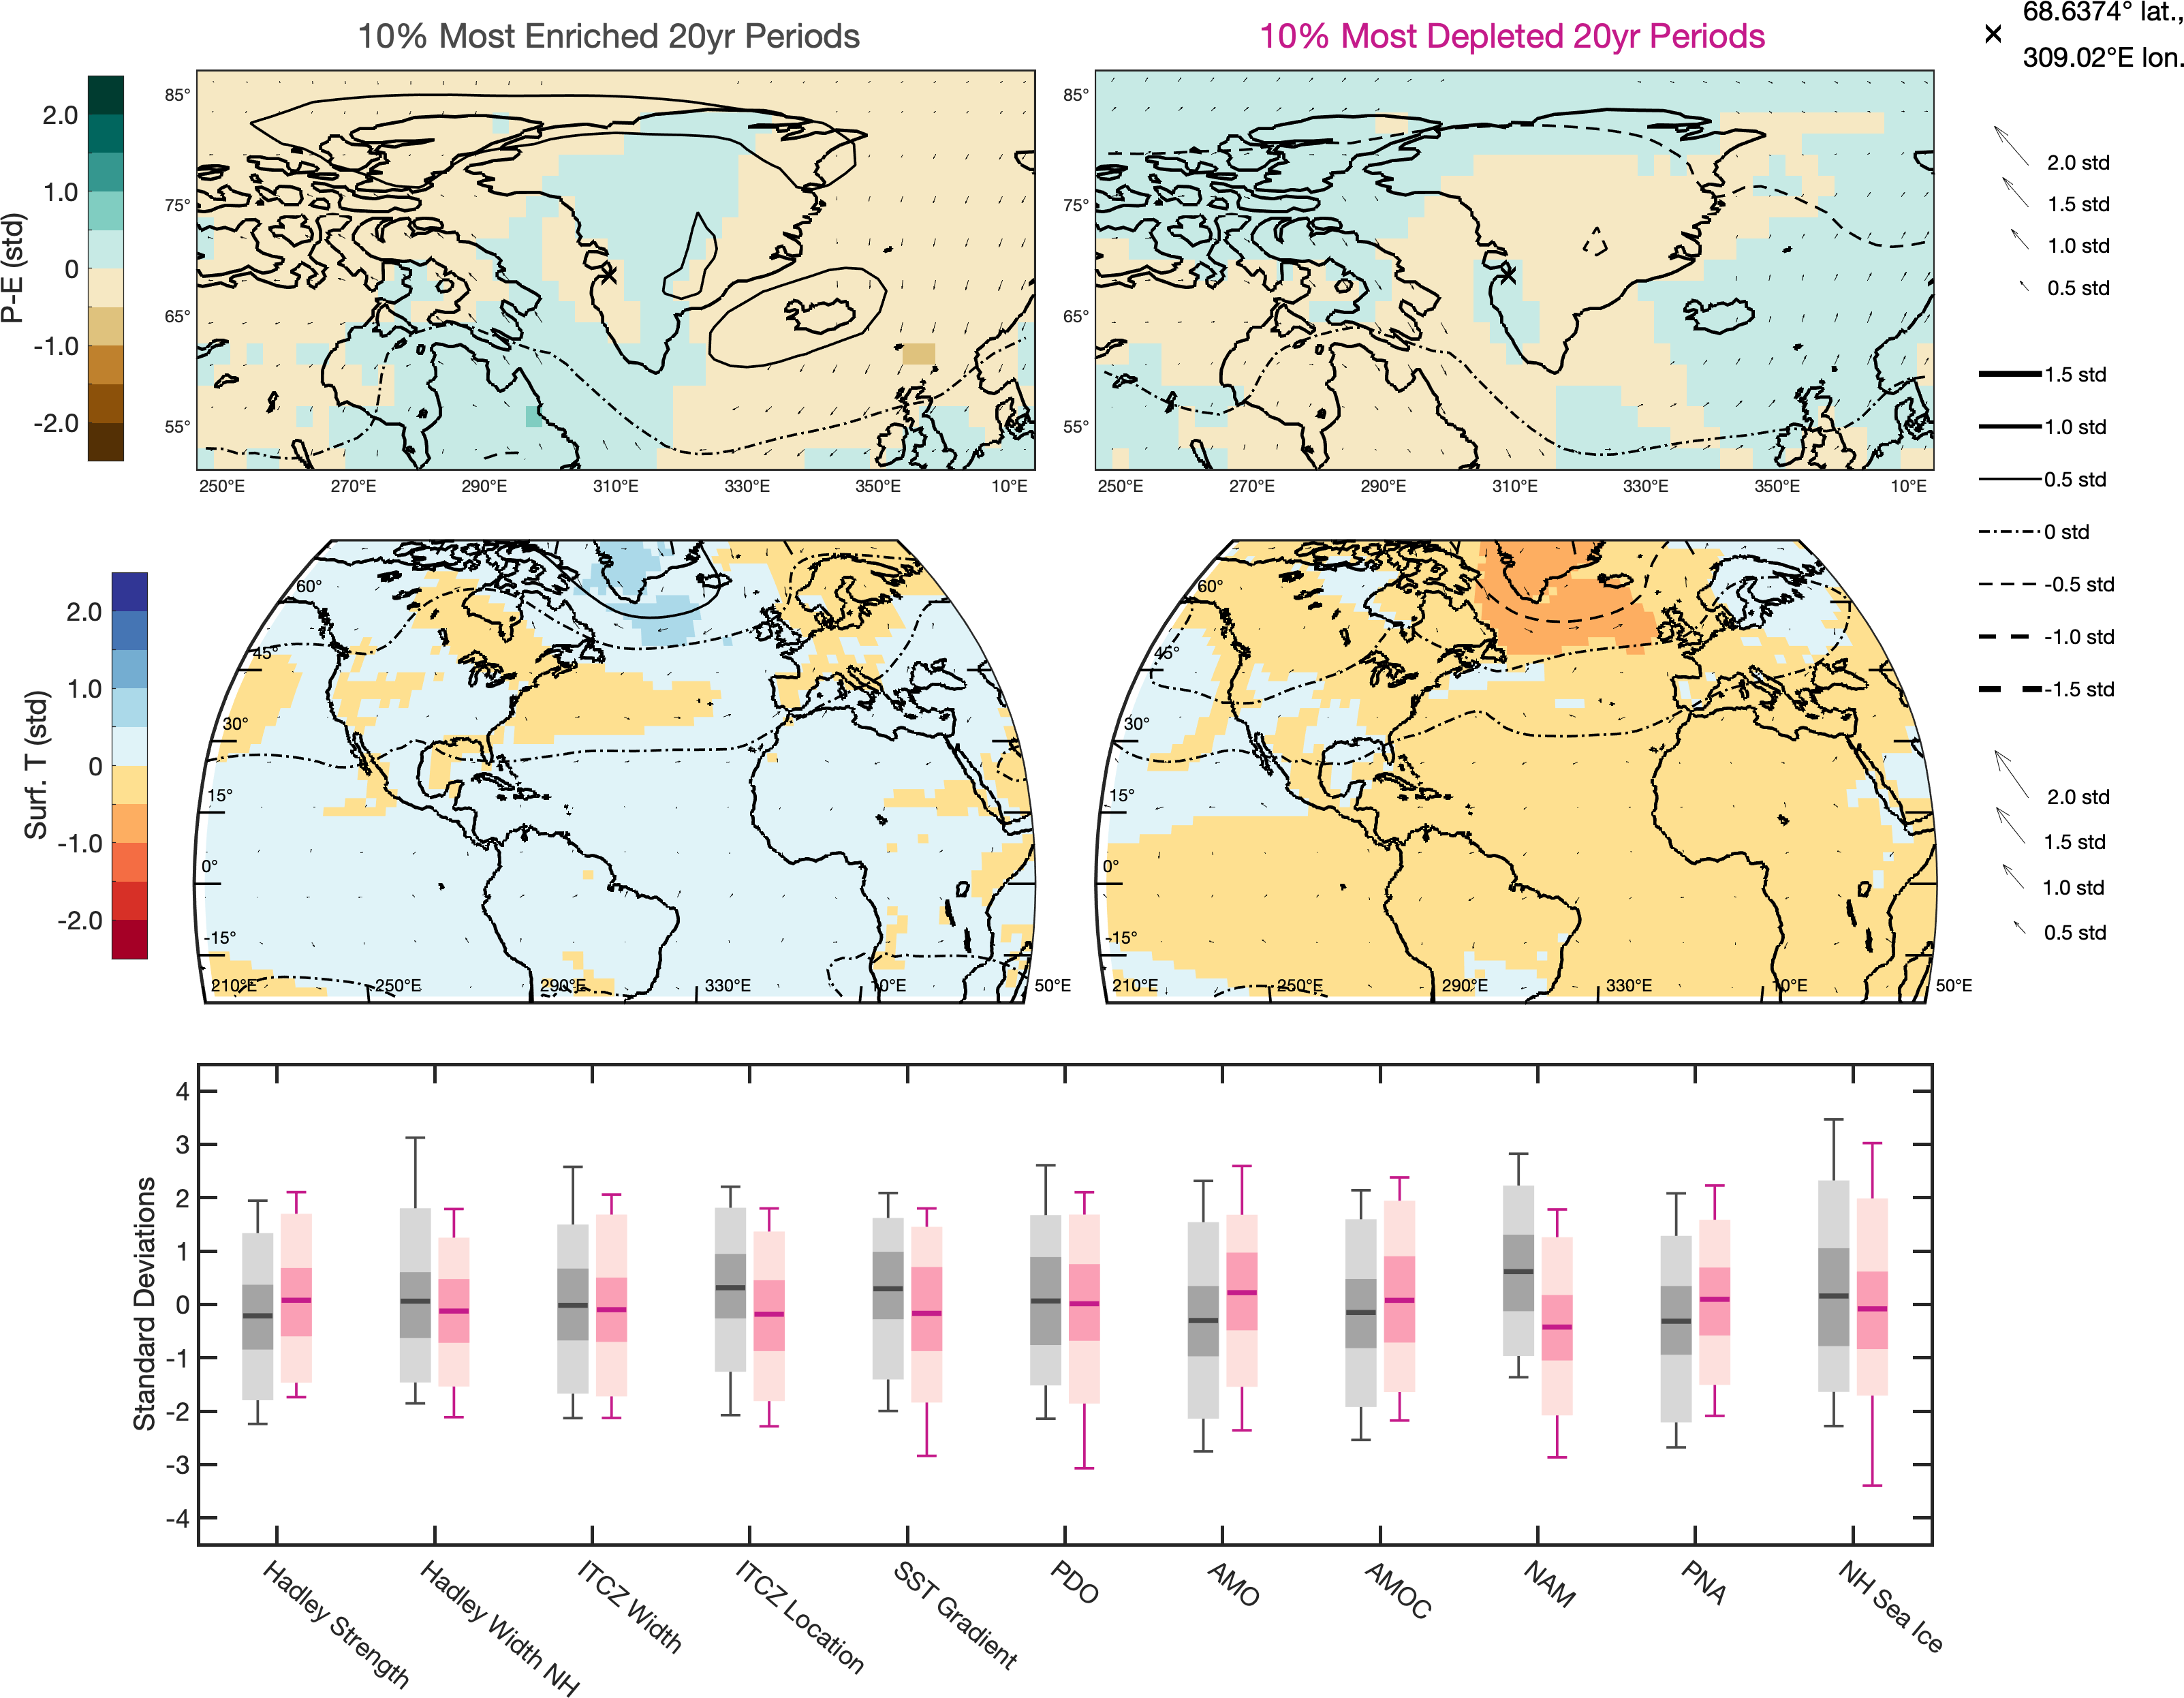 10% Most Enriched 20yr Periods
10% Most Depleted 20yr Periods
68.6374° lat.,
309.02°E lon.
P-E (std)
2.0
1.0
0
-1.0
-2.0
85°
75°
65°
55°
250°E 270°E 290°E 310°E 330°E 350°E 10°E
85°
75°
65°
55°
250°E 270°E 290°E 310°E 330°E 350°E 10°E
2.0 std
1.5 std
1.0 std
0.5 std
1.5 std
1.0 std
0.5 std
0 std
-0.5 std
-1.0 std
-1.5 std
Surf. T (std)
2.0
1.0
0
-1.0
-2.0
60°
45°
30°
15°
0°
-15°
210°E 250°E 290°E 330°E 10°E 50°E
60°
45°
30°
15°
0°
-15°
210°E 250°E 290°E 330°E 10°E 50°E
2.0 std
1.5 std
1.0 std
0.5 std
Standard Deviations
4
3
2
1
0
-1
-2
-3
-4
Hadley Strength
Hadley Width NH
ITCZ Width
ITCZ Location
SST Gradient
PDO
AMO
AMOC
NAM
PNA
NH Sea Ice